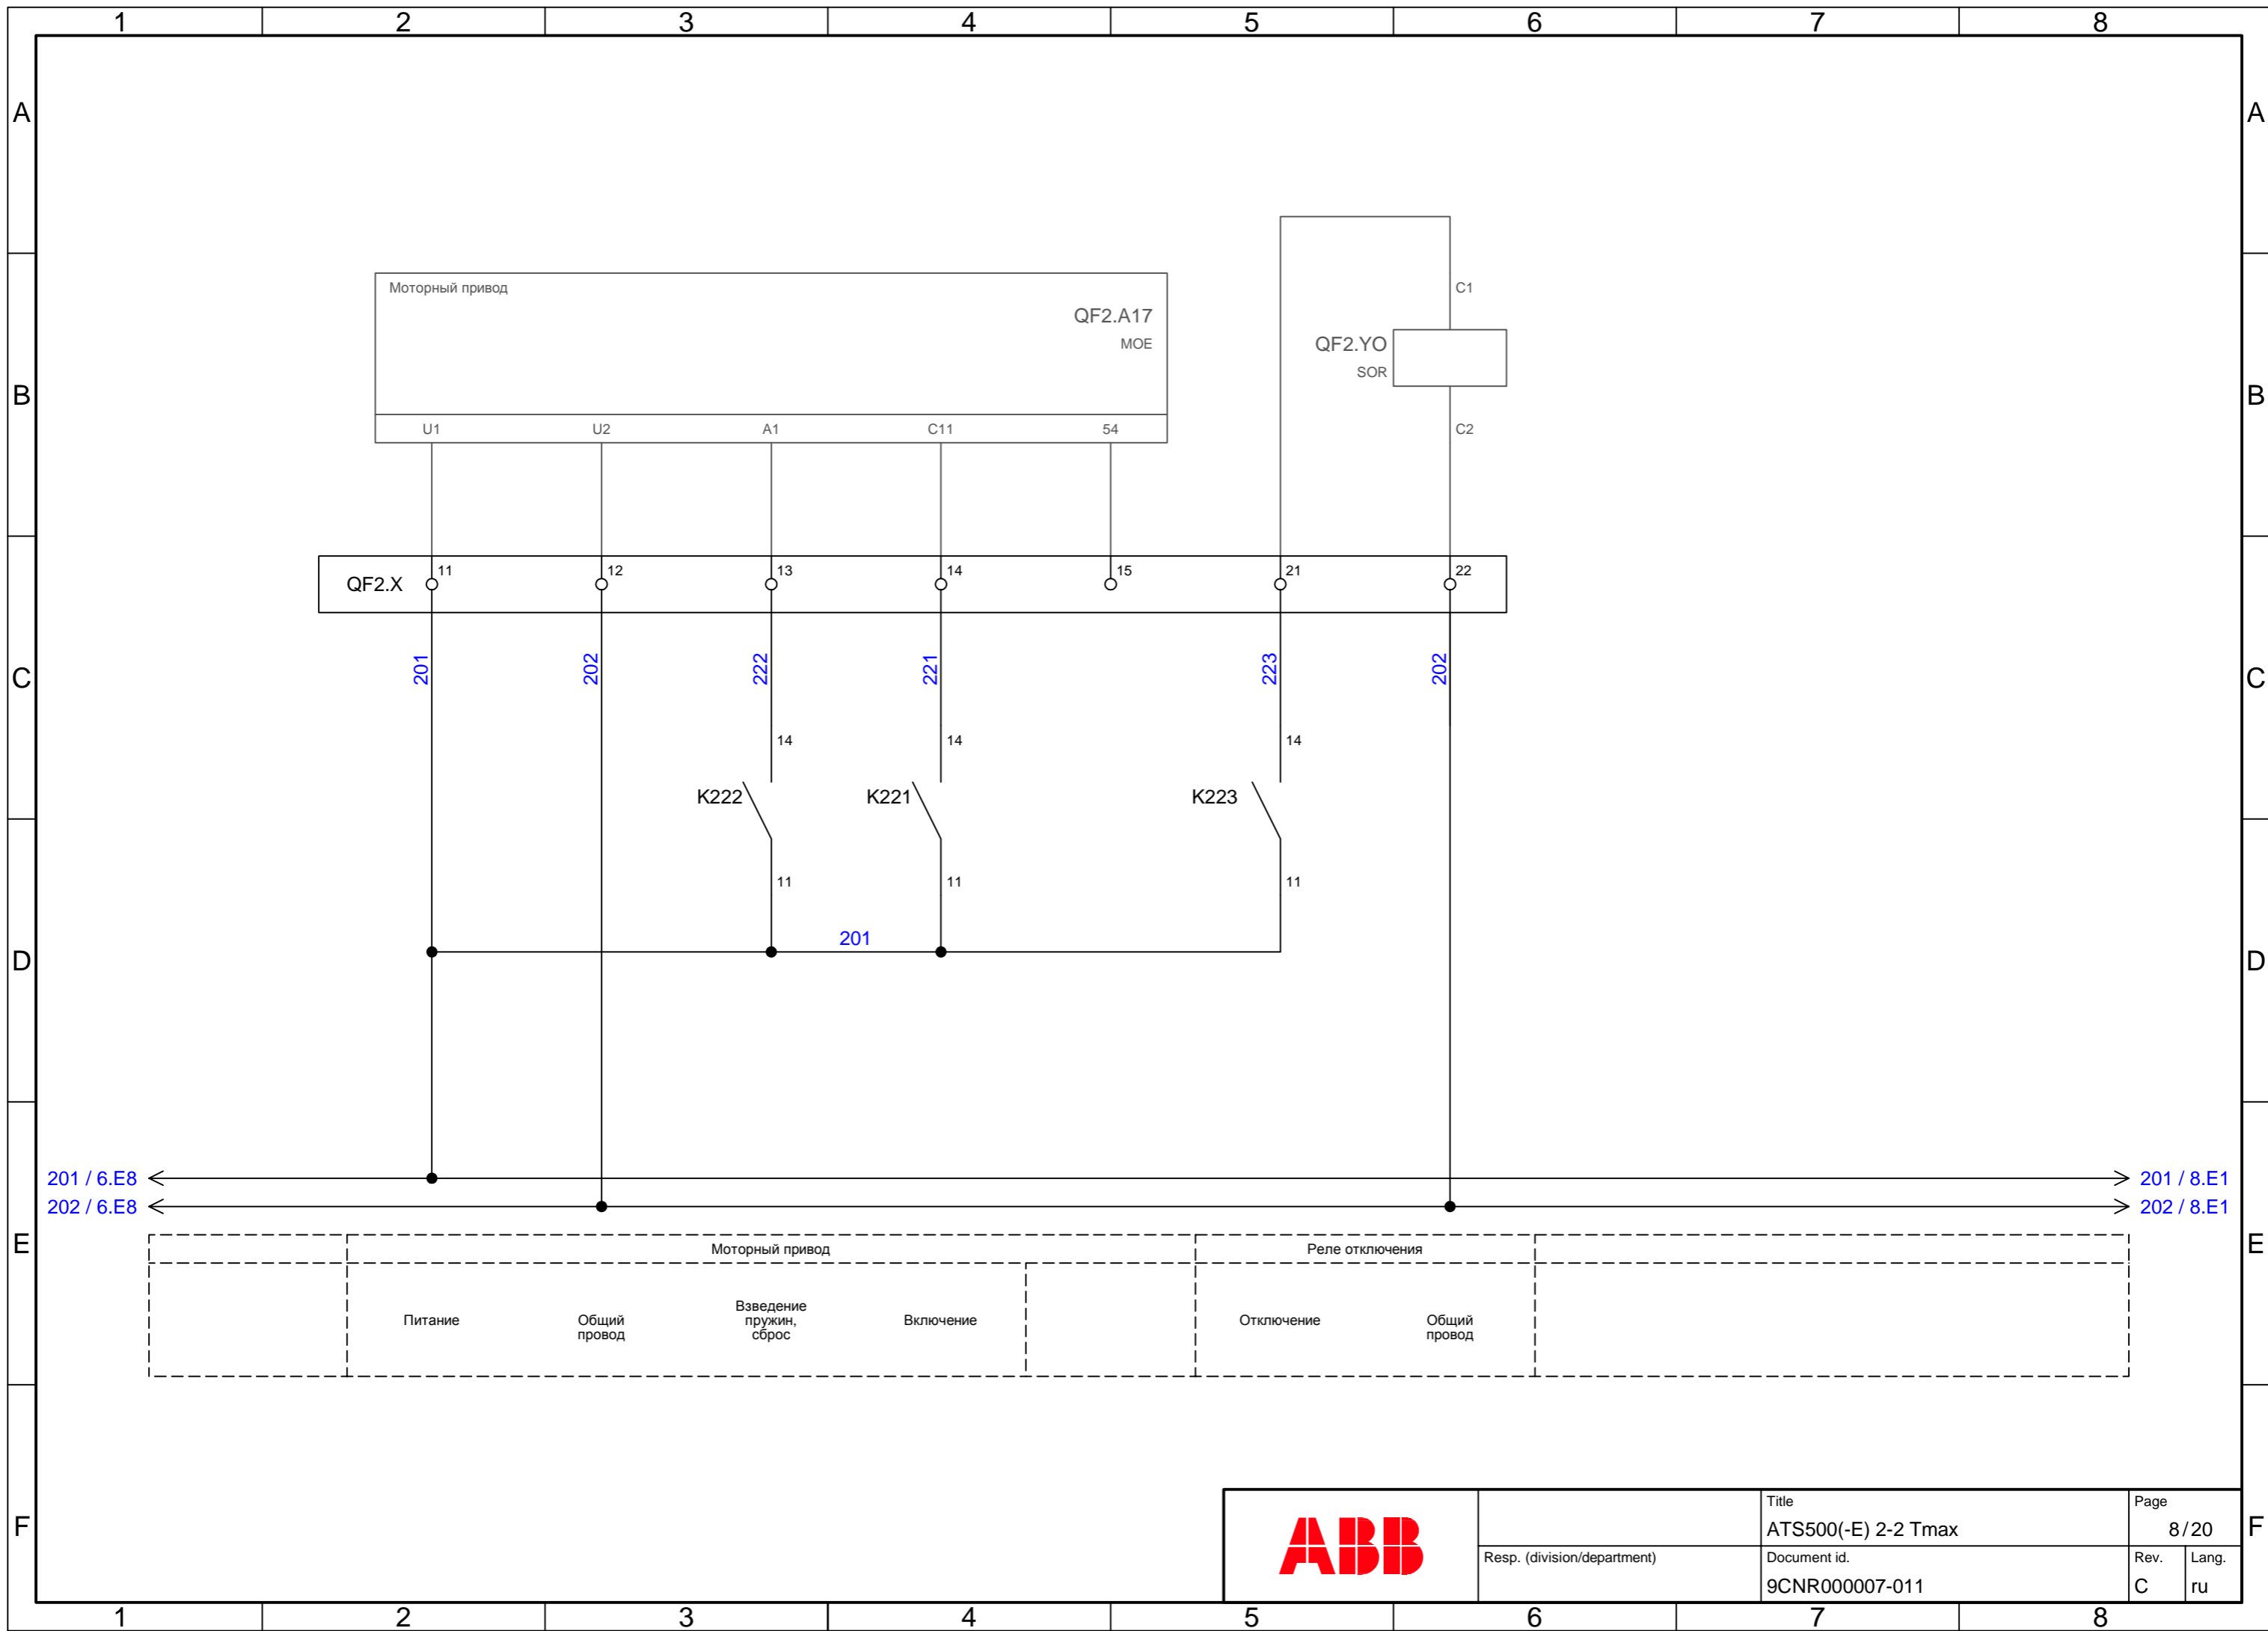 1 2 3 4 5 6 7 8
A A
Моторный привод
C1
QF2.A17
MOE
QF2.YO
SOR
B B
U1 U2 A1 C11 54 C2
QF2.X 11 12 13 14 15 21 22
201 202 222 221 223 202
C C
14 14 14
K222 K221 K223
11 11 11
201
D D
201 / 6.E8 201 / 8.E1
202 / 6.E8 202 / 8.E1
E E
Моторный привод Реле отключения
Питание
Общий
провод
Взведение
пружин,
сброс
Включение
Отключение
Общий
провод
F F
ABB
Title
ATS500(-E) 2-2 Tmax
Page
8/20
Resp. (division/department)
Document id.
9CNR000007-011
Rev.
C
Lang.
ru
1 2 3 4 5 6 7 8